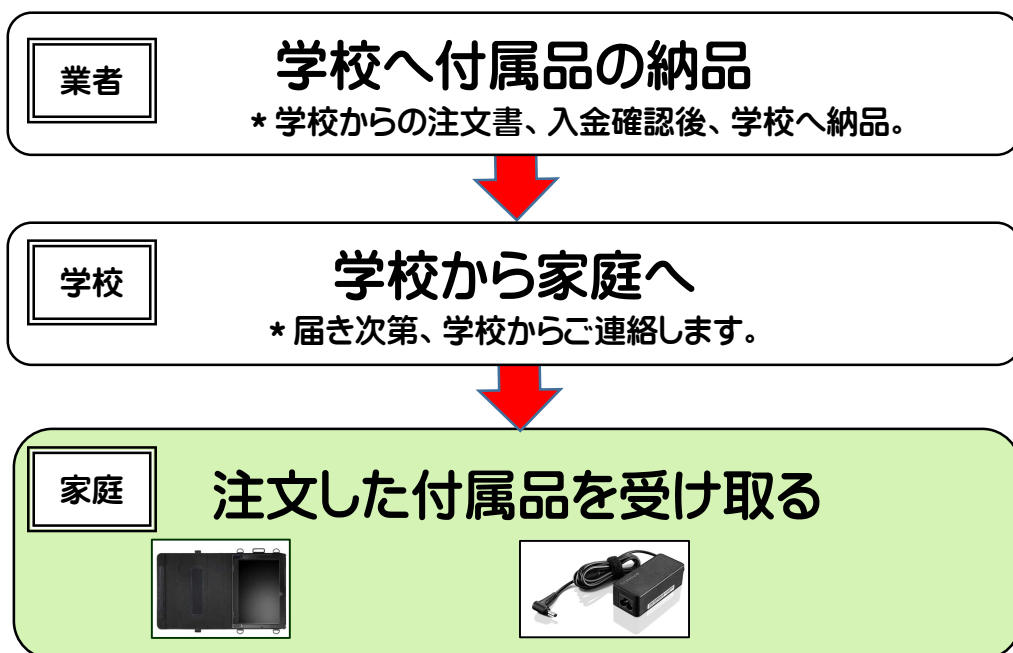 業者
学校へ付属品の納品
*学校からの注文書、入金確認後、学校へ納品。
学校
学校から家庭へ
*届き次第、学校からご連絡します。
家庭
注文した付属品を受け取る